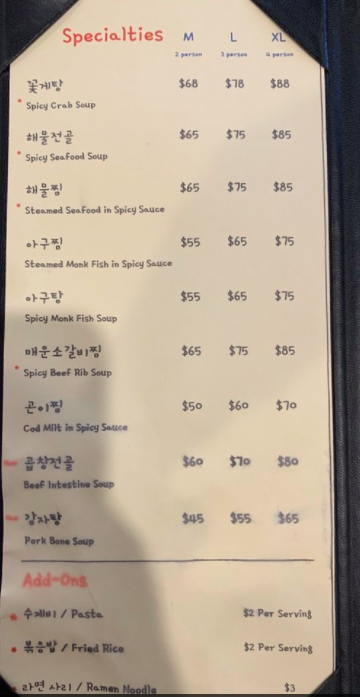 Specialties M L XL
2 person 3 person 4 person
꽃게탕 $68 $78 $88
Spicy Crab Soup
해물전골 $65 $75 $85
Spicy Seafood Soup
해물찜 $65 $75 $85
Steamed Seafood in Spicy Sauce
아구찜 $55 $65 $75
Steamed Monk Fish in Spicy Sauce
아구탕 $55 $65 $75
Spicy Monk Fish Soup
매운소갈비찜 $65 $75 $85
Spicy Beef Rib Soup
곤이찜 $50 $60 $70
Cod Milt in Spicy Sauce
곱창전골 $60 $70 $80
Beef Intestine Soup
감자탕 $45 $55 $65
Pork Bone Soup
Add-Ons
수제비 / Pasta $2 Per Serving
볶음밥 / Fried Rice $2 Per Serving
라면 사리 / Ramen Noodle $3